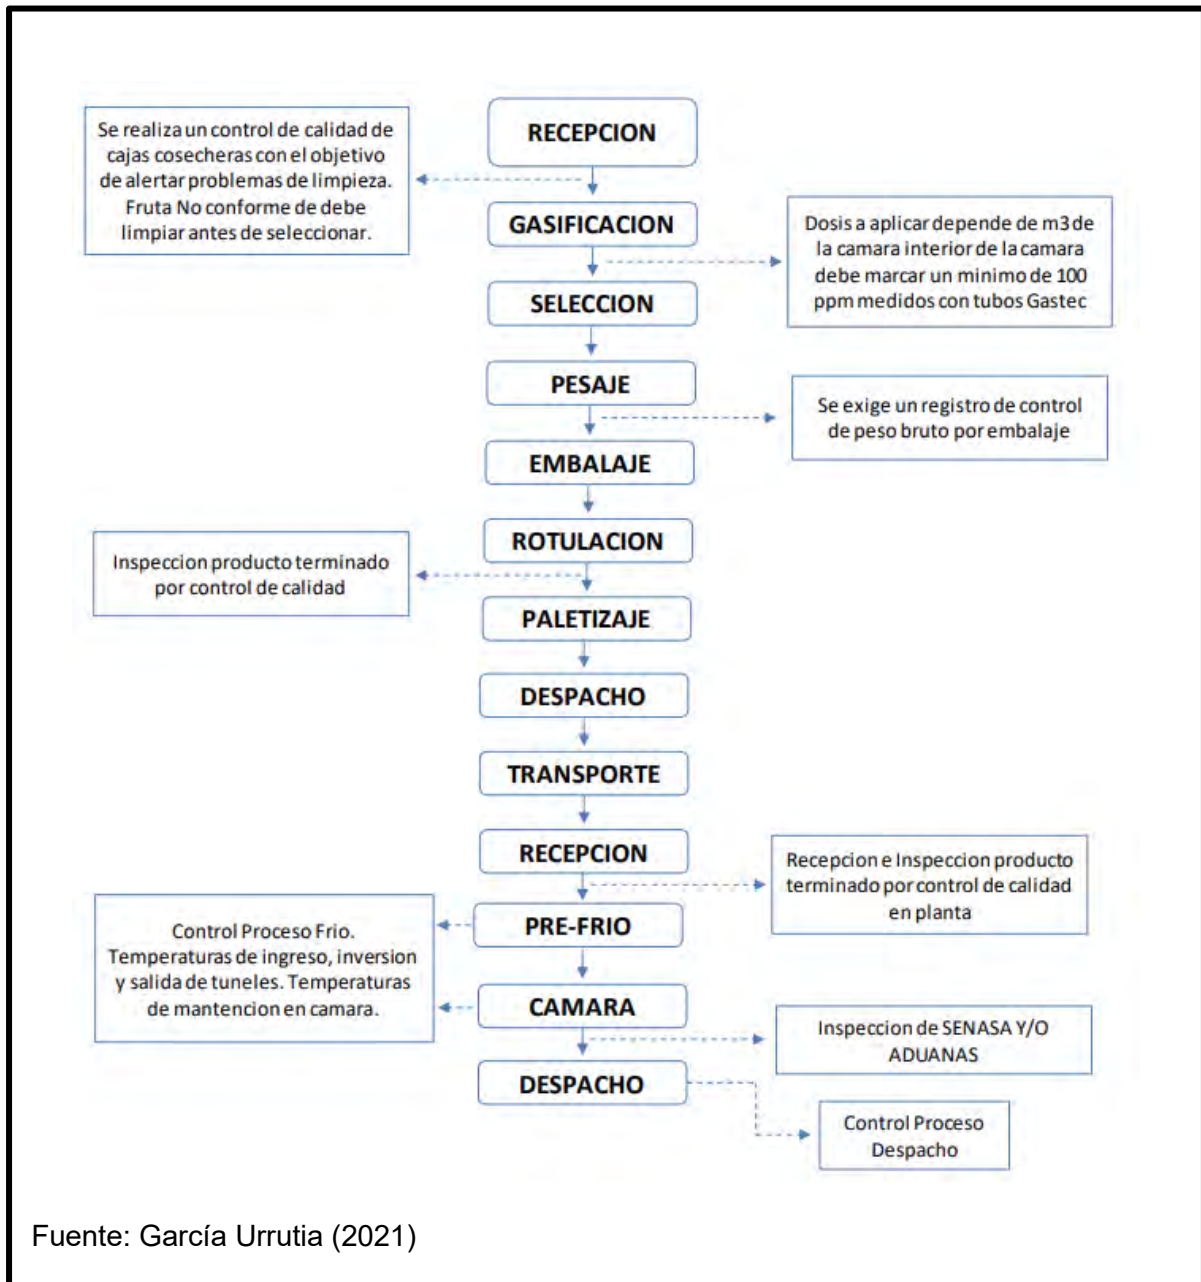 RECEPCION
Se realiza un control de calidad de
cajas cosecheras con el objetivo
de alertar problemas de limpieza.
Fruta No conforme de debe
limpiar antes de seleccionar.
GASIFICACION
Dosis a aplicar depende de m3 de
la camara interior de la camara
debe marcar un minimo de 100
ppm medidos con tubos Gastec
SELECCION
PESAJE
Se exige un registro de control
de peso bruto por embalaje
EMBALAJE
ROTULACION
Inspeccion producto terminado
por control de calidad
PALETIZAJE
DESPACHO
TRANSPORTE
RECEPCION
Recepcion e Inspeccion producto
terminado por control de calidad
en planta
PRE-FRIO
Control Proceso Frio.
Temperaturas de ingreso, inversion
y salida de tuneles. Temperaturas
de mantencion en camara.
CAMARA
Inspeccion de SENASA Y/O
ADUANAS
DESPACHO
Control Proceso
Despacho
Fuente: García Urrutia (2021)